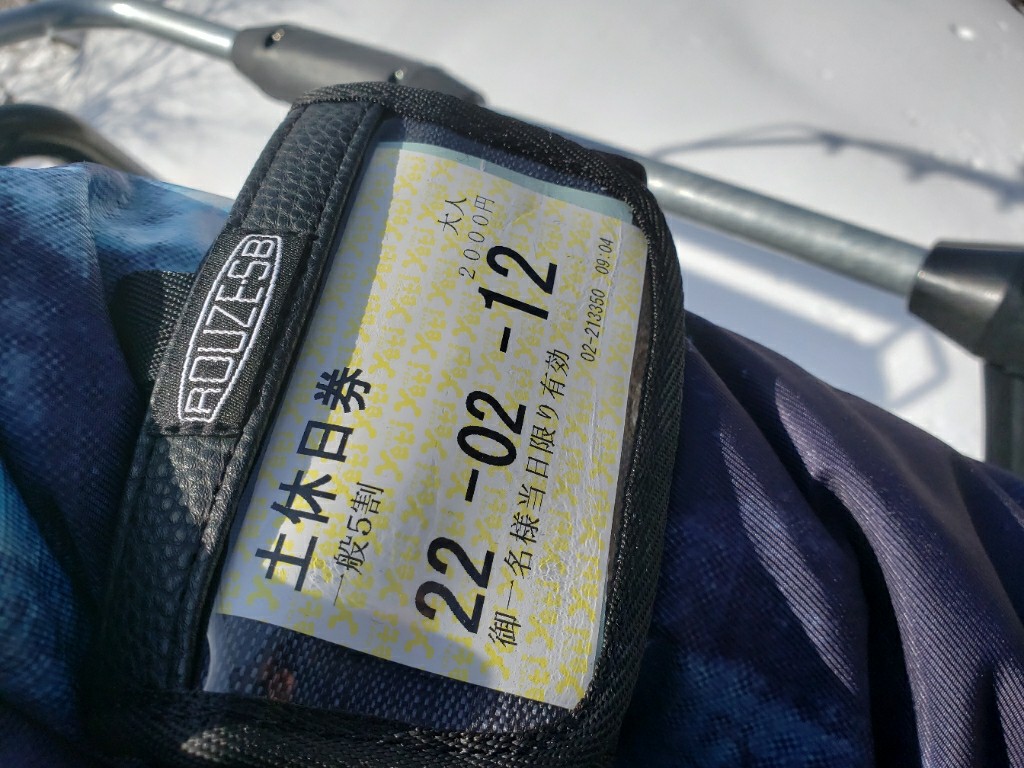 ROUZESB
土休日券
一般5割
大人
2000円
22-02-12
御一名様当日限り有効
02-213350 09:04
Yeti